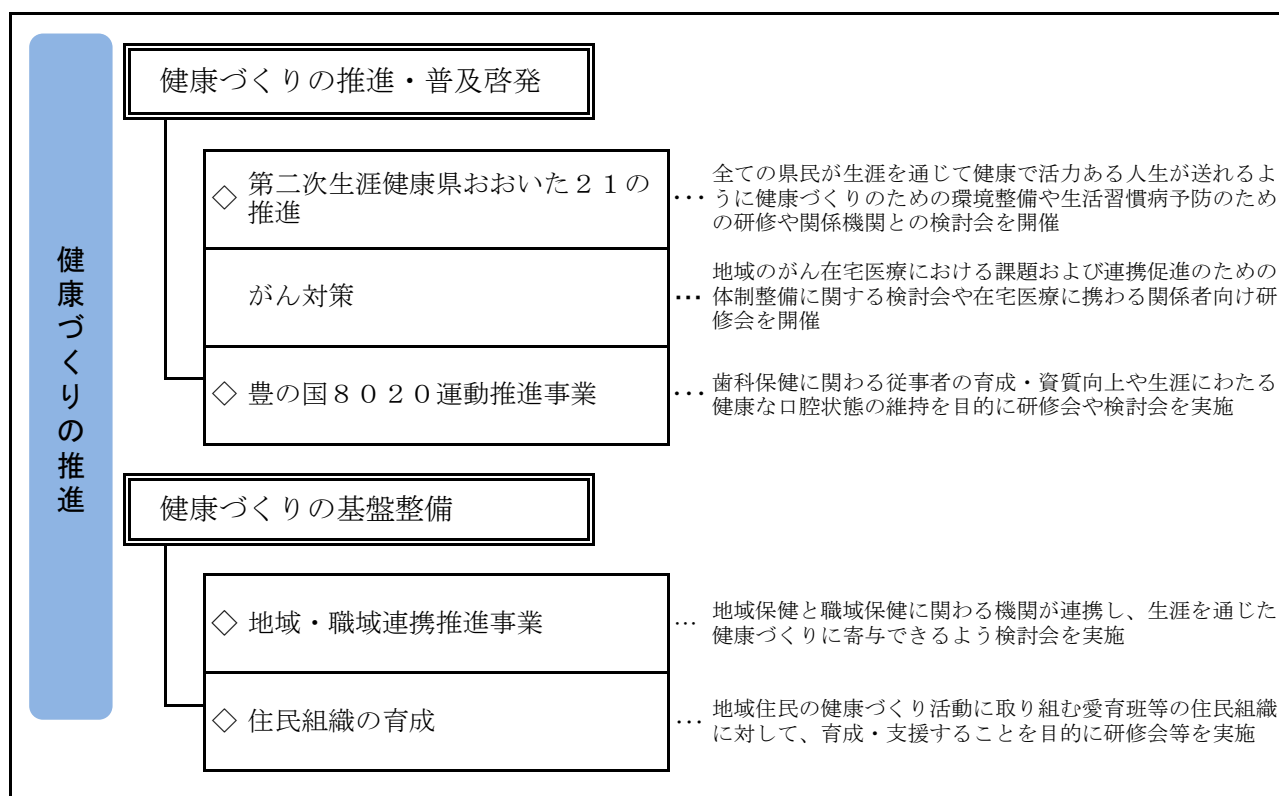 健康づくりの推進
健康づくりの推進・普及啓発
◇ 第二次生涯健康県おおいた２１の
推進
･･･ 全ての県民が生涯を通じて健康で活力ある人生が送れるよ
うに健康づくりのための環境整備や生活習慣病予防のため
の研修や関係機関との検討会を開催
がん対策
･･･ 地域のがん在宅医療における課題および連携促進のための
体制整備に関する検討会や在宅医療に携わる関係者向け研
修会を開催
◇ 豊の国８０２０運動推進事業
･･･ 歯科保健に関わる従事者の育成・資質向上や生涯にわたる
健康な口腔状態の維持を目的に研修会や検討会を実施
健康づくりの基盤整備
◇ 地域・職域連携推進事業
… 地域保健と職域保健に関わる機関が連携し、生涯を通じた
健康づくりに寄与できるよう検討会を実施
◇ 住民組織の育成
… 地域住民の健康づくり活動に取り組む愛育班等の住民組織
に対して、育成・支援することを目的に研修会等を実施